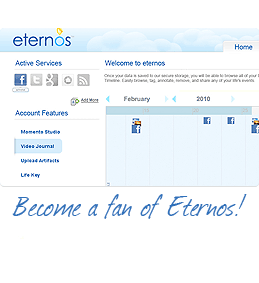 eternos
Home
Active Services
Welcome to eternos
Once your data is saved to our secure storage, you will be able to browse all of your
Timeline. Easily browse, tag, annotate, remove, and share any of your life's events.
Add More
February
2010
Account Features
Memento Studio
Video Journal
Upload Artifacts
Life Key
Become a fan of Eternos!